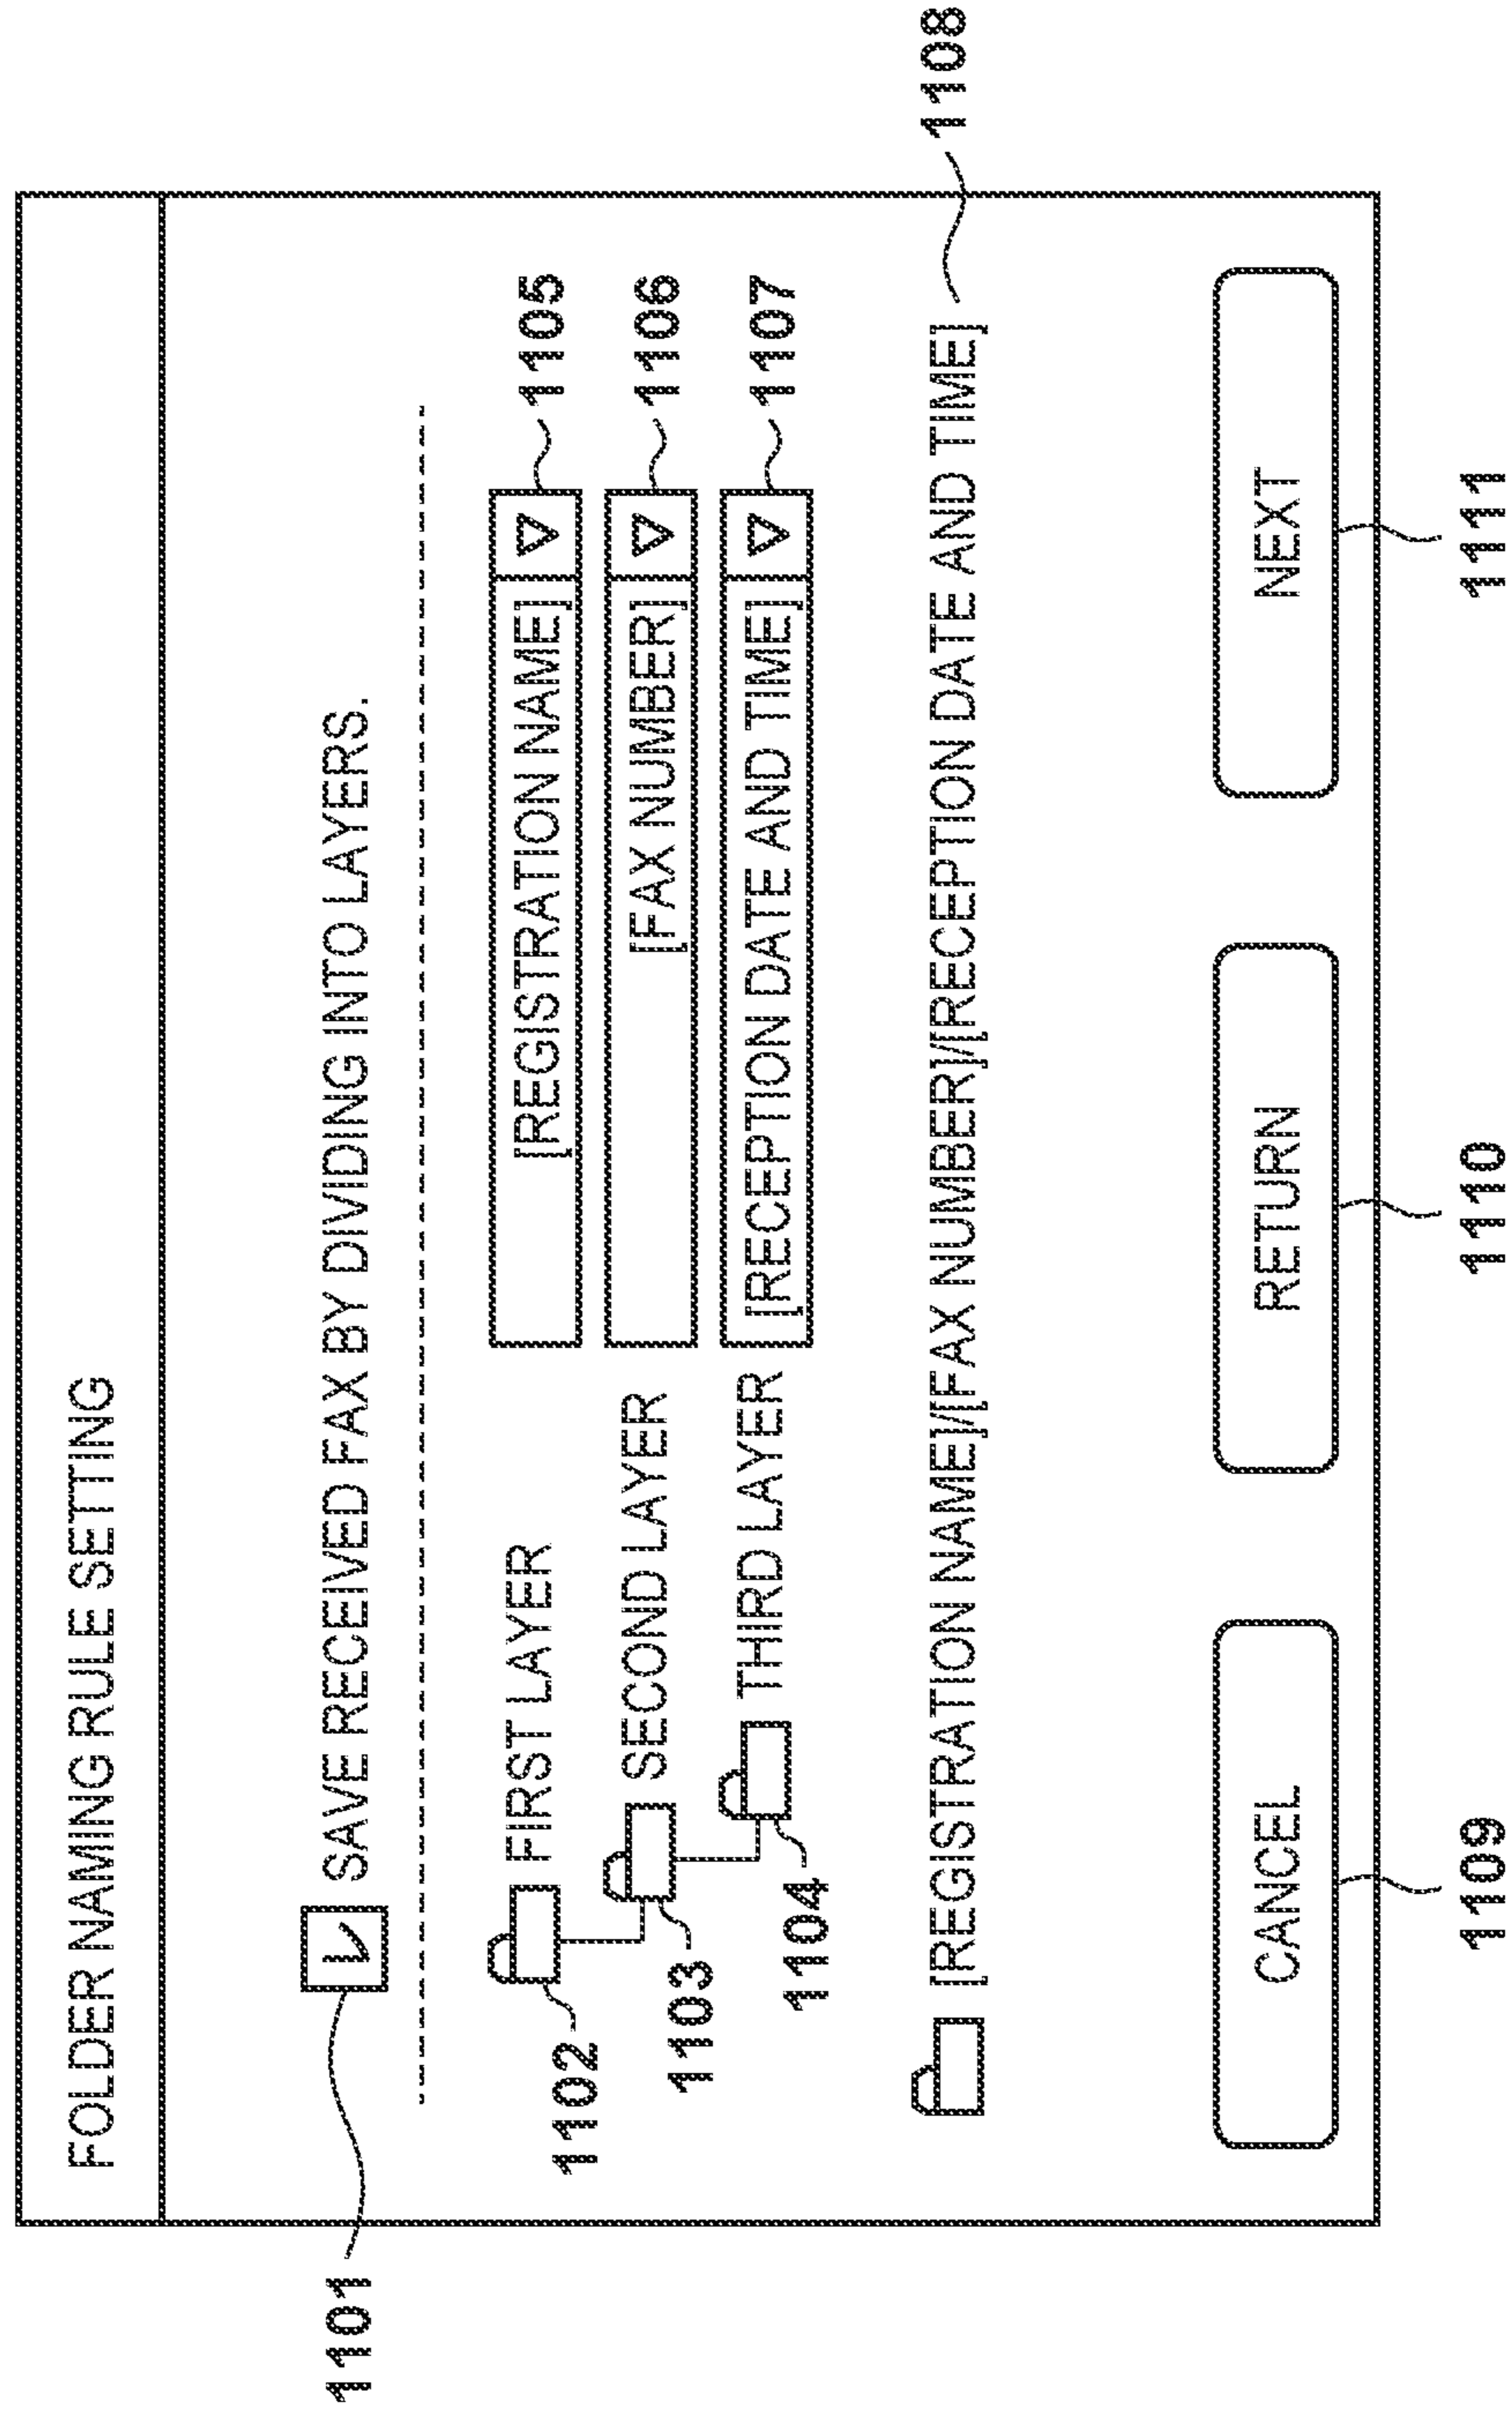 FOLDER NAMING RULE SETTING
1101
SAVE RECEIVED FAX BY DIVIDING INTO LAYERS.
1102 FIRST LAYER [REGISTRATION NAME] 1105
1103 SECOND LAYER [FAX NUMBER] 1106
1104 THIRD LAYER [RECEPTION DATE AND TIME] 1107
[REGISTRATION NAME]/[FAX NUMBER]/[RECEPTION DATE AND TIME] 1108
CANCEL RETURN NEXT
1109 1110 1111